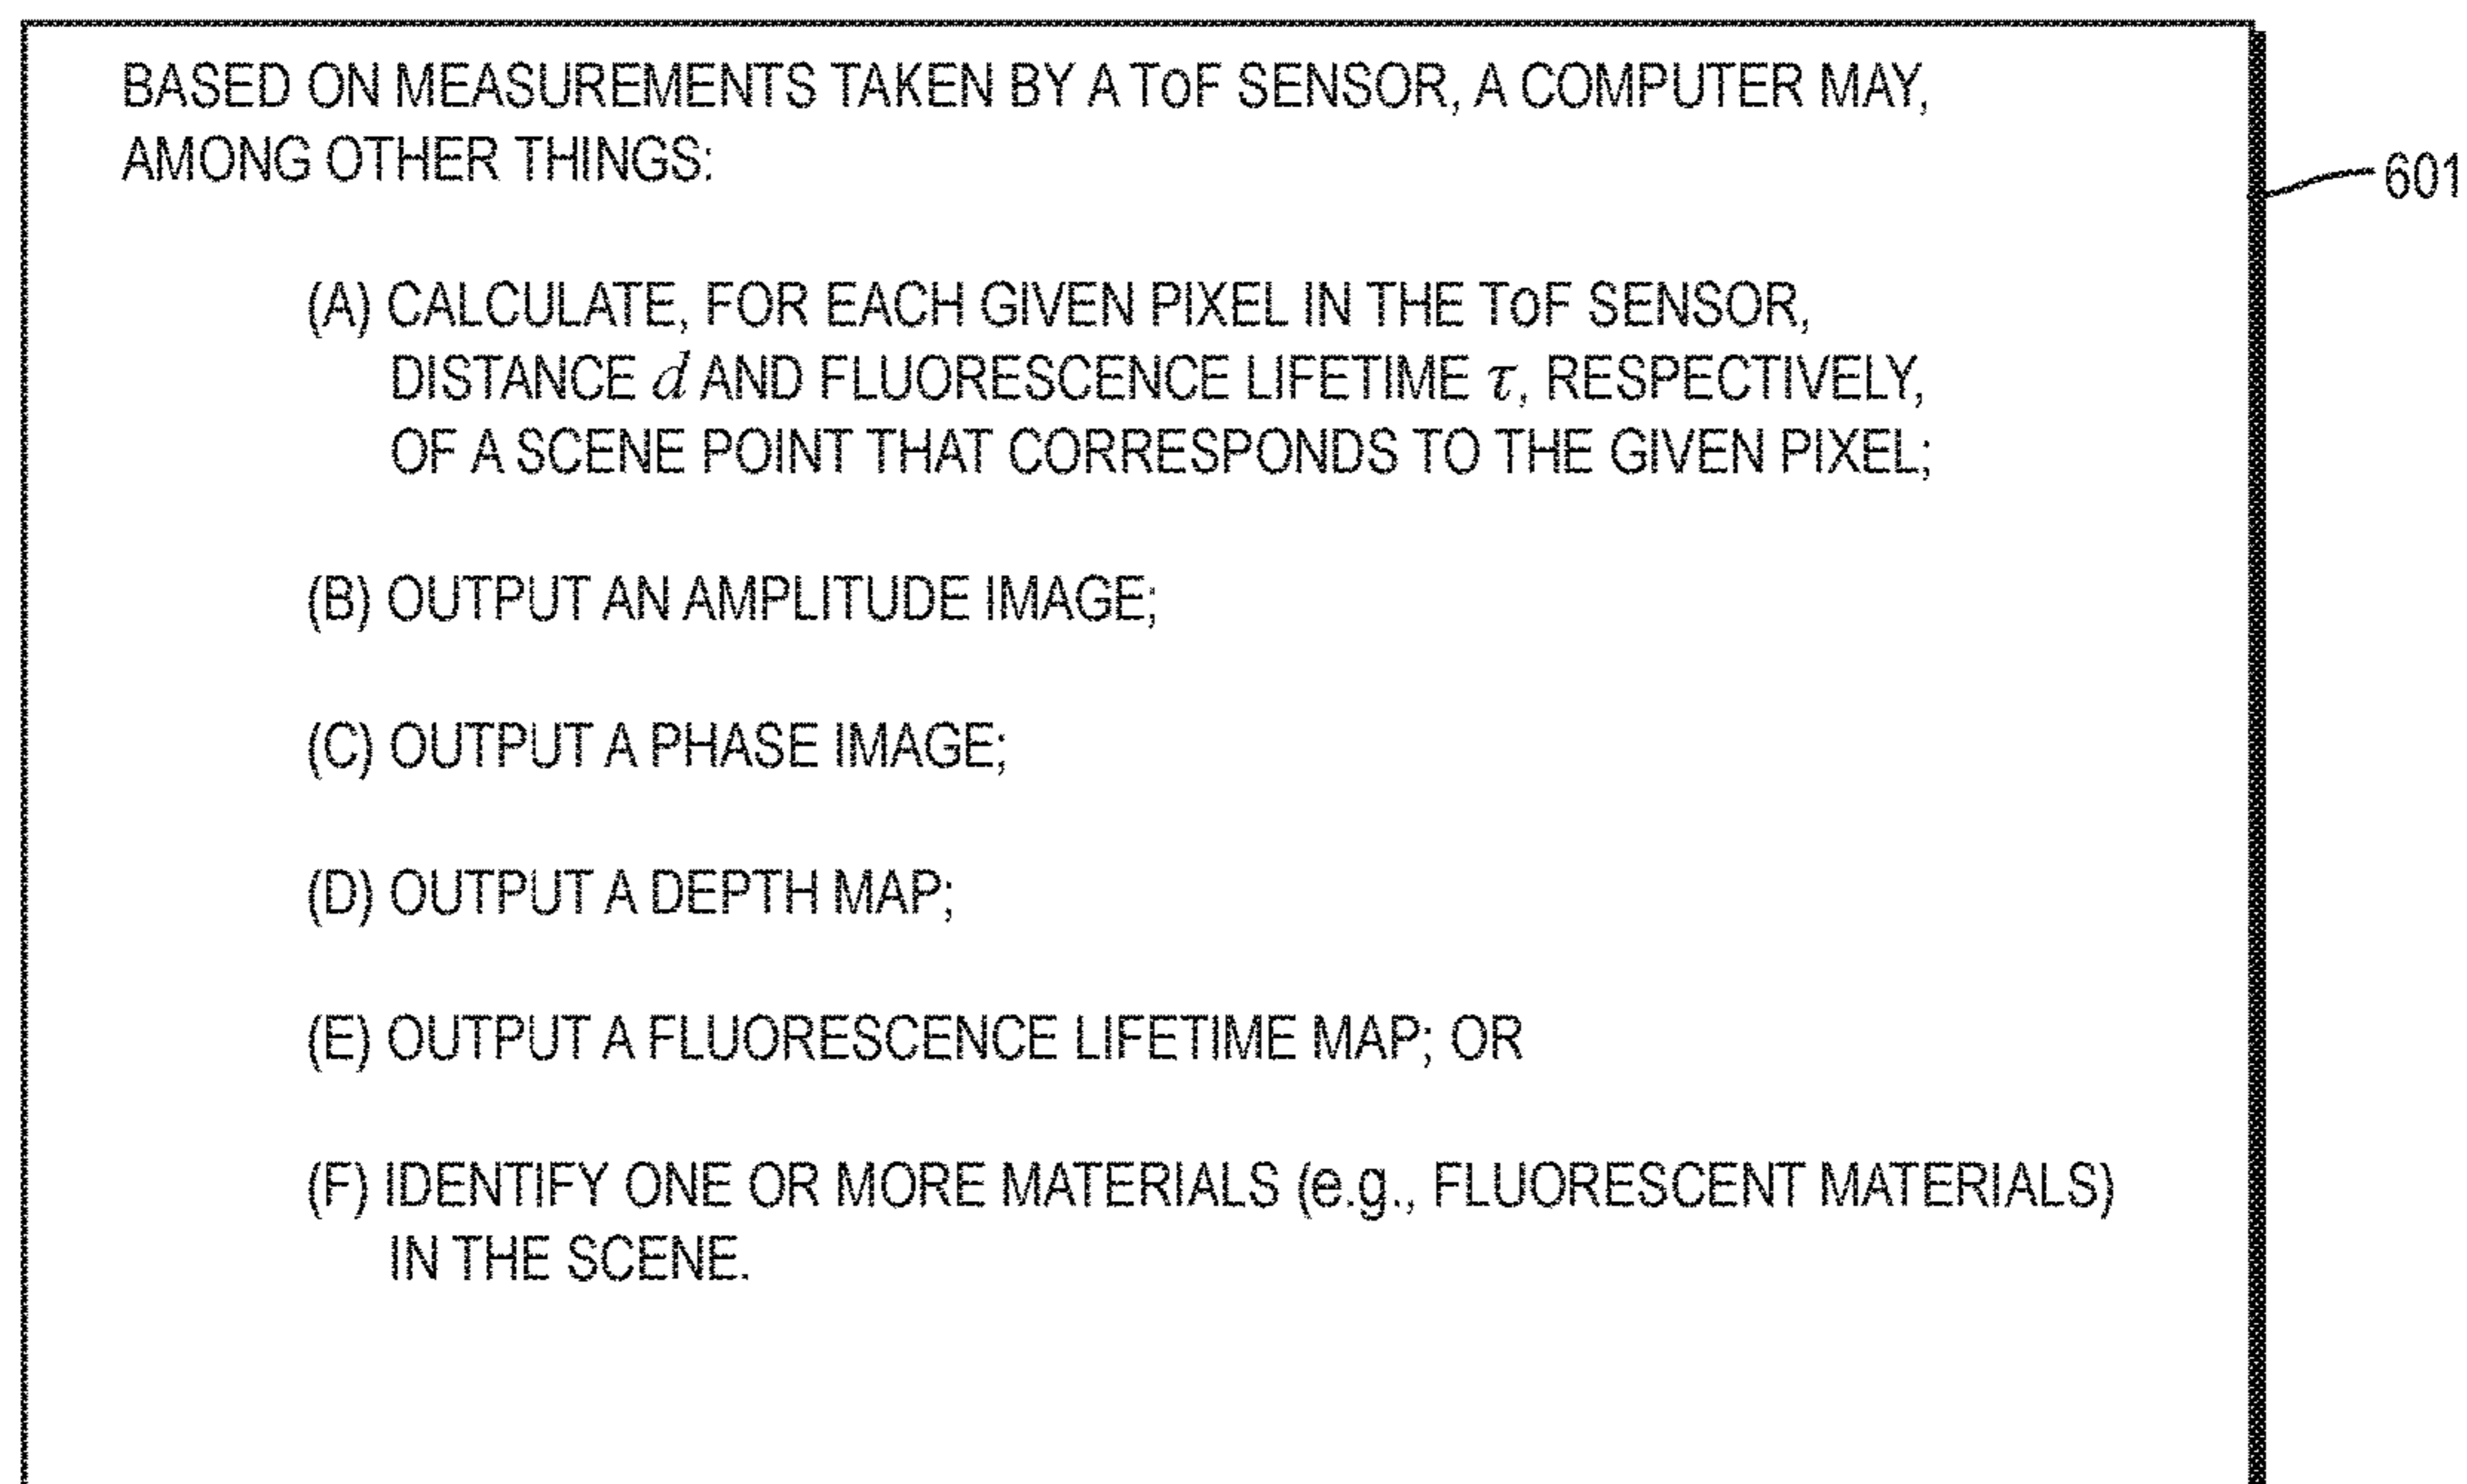 BASED ON MEASUREMENTS TAKEN BY A ToF SENSOR, A COMPUTER MAY,
AMONG OTHER THINGS:
601
(A) CALCULATE, FOR EACH GIVEN PIXEL IN THE ToF SENSOR,
DISTANCE d AND FLUORESCENCE LIFETIME τ, RESPECTIVELY,
OF A SCENE POINT THAT CORRESPONDS TO THE GIVEN PIXEL;
(B) OUTPUT AN AMPLITUDE IMAGE;
(C) OUTPUT A PHASE IMAGE;
(D) OUTPUT A DEPTH MAP;
(E) OUTPUT A FLUORESCENCE LIFETIME MAP; OR
(F) IDENTIFY ONE OR MORE MATERIALS (e.g., FLUORESCENT MATERIALS)
IN THE SCENE.